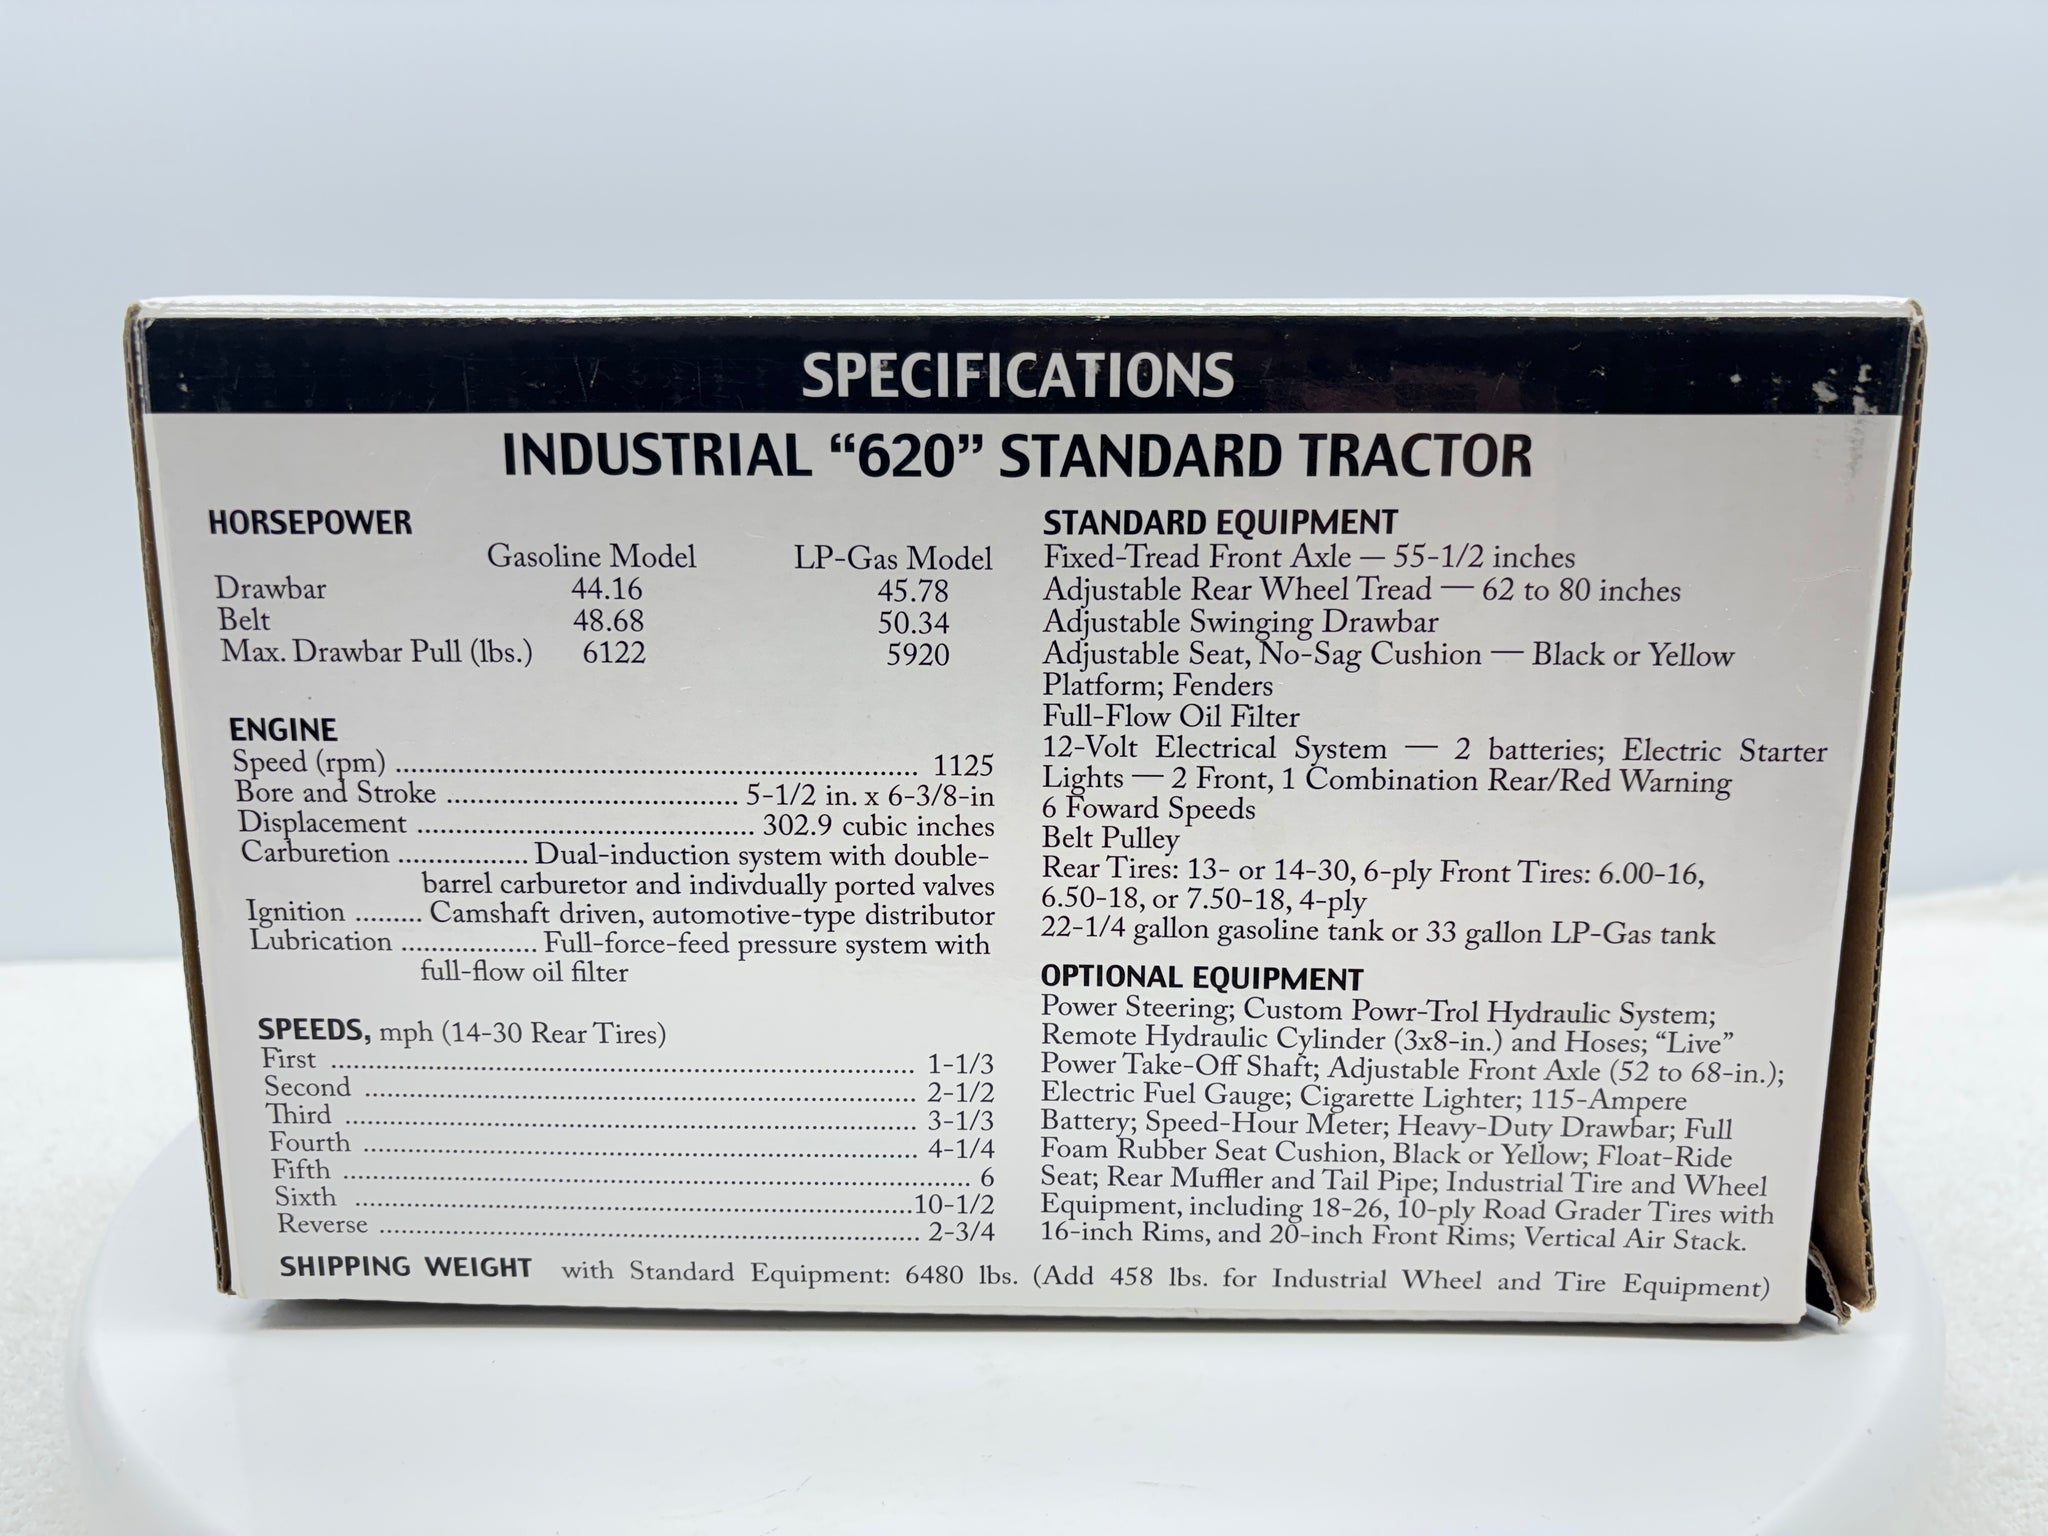 SPECIFICATIONS
INDUSTRIAL “620” STANDARD TRACTOR
HORSEPOWER
Gasoline Model LP-Gas Model
Drawbar 44.16 45.78
Belt 48.68 50.34
Max. Drawbar Pull (lbs.) 6122 5920
ENGINE
Speed (rpm) ........................................ 1125
Bore and Stroke ........................ 5-1/2 in. x 6-3/8-in
Displacement ........................ 302.9 cubic inches
Carburetion ................. Dual-induction system with double-
barrel carburetor and indivdually ported valves
Ignition ......... Camshaft driven, automotive-type distributor
Lubrication ................. Full-force-feed pressure system with
full-flow oil filter
SPEEDS, mph (14-30 Rear Tires)
First ........................................ 1-1/3
Second ........................................ 2-1/2
Third ........................................ 3-1/3
Fourth ........................................ 4-1/4
Fifth ........................................ 6
Sixth ........................................10-1/2
Reverse ........................................ 2-3/4
STANDARD EQUIPMENT
Fixed-Tread Front Axle — 55-1/2 inches
Adjustable Rear Wheel Tread — 62 to 80 inches
Adjustable Swinging Drawbar
Adjustable Seat, No-Sag Cushion — Black or Yellow
Platform; Fenders
Full-Flow Oil Filter
12-Volt Electrical System — 2 batteries; Electric Starter
Lights — 2 Front, 1 Combination Rear/Red Warning
6 Foward Speeds
Belt Pulley
Rear Tires: 13- or 14-30, 6-ply Front Tires: 6.00-16,
6.50-18, or 7.50-18, 4-ply
22-1/4 gallon gasoline tank or 33 gallon LP-Gas tank
OPTIONAL EQUIPMENT
Power Steering; Custom Powr-Trol Hydraulic System;
Remote Hydraulic Cylinder (3x8-in.) and Hoses; “Live”
Power Take-Off Shaft; Adjustable Front Axle (52 to 68-in.);
Electric Fuel Gauge; Cigarette Lighter; 115-Ampere
Battery; Speed-Hour Meter; Heavy-Duty Drawbar; Full
Foam Rubber Seat Cushion, Black or Yellow; Float-Ride
Seat; Rear Muffler and Tail Pipe; Industrial Tire and Wheel
Equipment, including 18-26, 10-ply Road Grader Tires with
16-inch Rims, and 20-inch Front Rims; Vertical Air Stack.
SHIPPING WEIGHT with Standard Equipment: 6480 lbs. (Add 458 lbs. for Industrial Wheel and Tire Equipment)